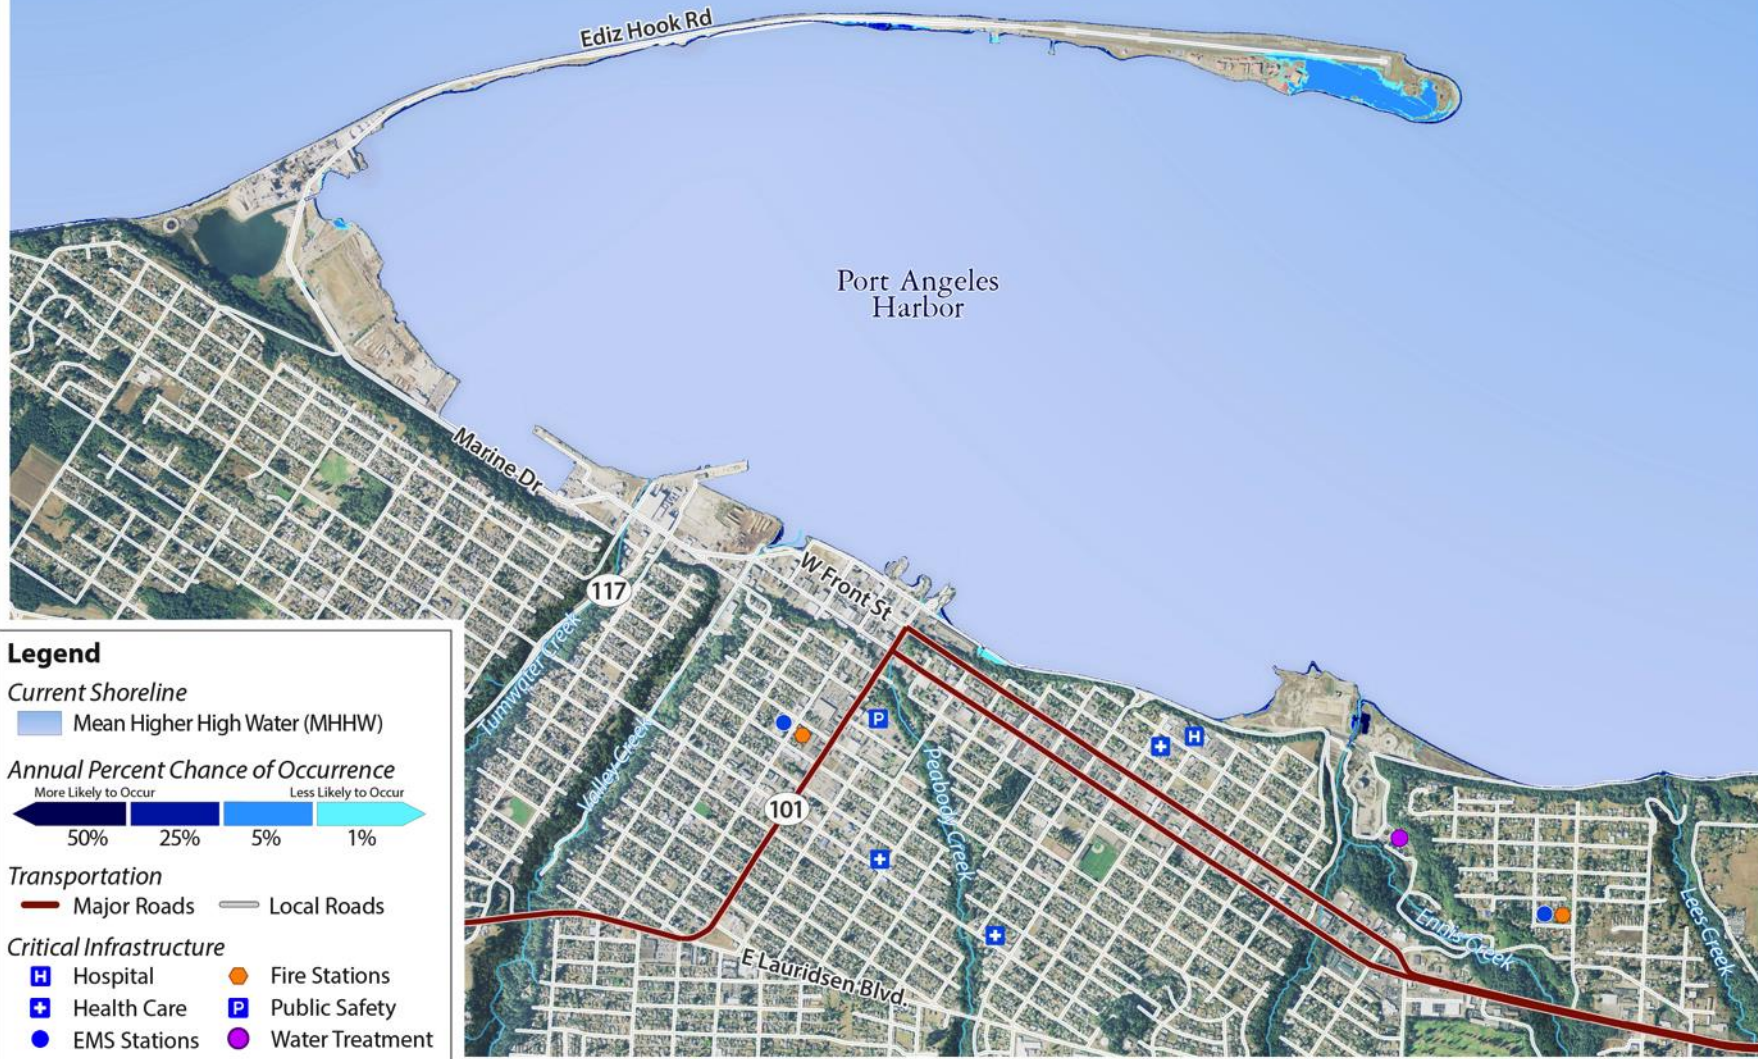 Ediz Hook Rd
Port Angeles
Harbor
Marine Dr.
W Front St
117
Tumwater Creek
Valley Creek
P
H
Peabody Creek
101
Ennis Creek
Lees Creek
E Lauridsen Blvd.
Legend
Current Shoreline
Mean Higher High Water (MHHW)
Annual Percent Chance of Occurrence
More Likely to Occur Less Likely to Occur
50% 25% 5% 1%
Transportation
Major Roads Local Roads
Critical Infrastructure
H Hospital Fire Stations
Health Care P Public Safety
EMS Stations Water Treatment